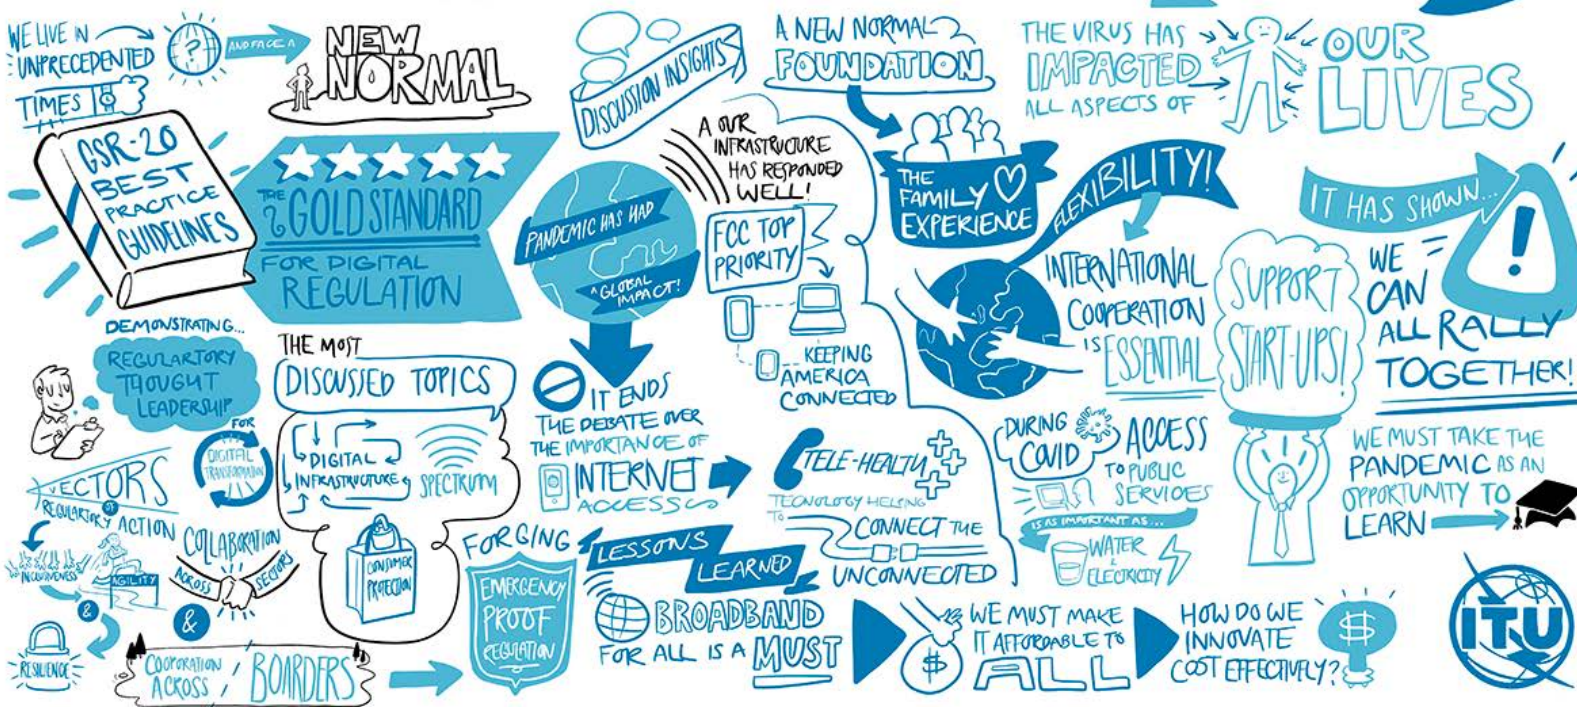 WE LIVE IN
UNPRECEDENTED
TIMES
?
AND FACE A
NEW
NORMAL
GSR-20
BEST
PRACTICE
GUIDELINES
THE
GOLD STANDARD
FOR DIGITAL
REGULATION
DEMONSTRATING...
REGULARTORY
THOUGHT
LEADERSHIP
FOR
DIGITAL
TRANSFORMATION
VECTORS
OF
REGULARTORY ACTION
INCLUSIVENESS
AGILITY
&
RESILIENCE
COLLABORATION
ACROSS
SECTORS
&
COOPORATION
ACROSS /
BOARDERS
THE MOST
DISCUSSED TOPICS
DIGITAL
INFRASTRUCTURE
SPECTRUM
CONSUMER
PROTECTION
FORGING
EMERGENCY
PROOF
REGULATION
DISCUSSION INSIGHTS
PANDEMIC HAS HAD
A GLOBAL
IMPACT!
IT ENDS
THE DEBATE OVER
THE IMPORTANCE OF
INTERNET
ACCESS
LESSONS
LEARNED
BROADBAND
FOR ALL IS A MUST
A OUR
INFRASTRUCTURE
HAS RESPONDED
WELL!
FCC TOP
PRIORITY
KEEPING
AMERICA
CONNECTED
TELE-HEALTH
TECNOLOGY HELPING
TO
CONNECT THE
UNCONNECTED
WE MUST MAKE
IT AFFORDABLE TO
ALL
$
A NEW NORMAL
FOUNDATION
THE
FAMILY
EXPERIENCE
FLEXIBILITY!
INTERNATIONAL
COOPERATION
IS ESSENTIAL
DURING
COVID
ACCESS
TO PUBLIC
SERVICES
IS AS IMPORTANT AS...
WATER
&
ELECTRICITY
HOW DO WE
INNOVATE
COST EFFECTIVELY?
$
THE VIRUS HAS
IMPACTED
ALL ASPECTS OF
OUR
LIVES
SUPPORT
START-UPS!
IT HAS SHOWN...
!
WE
CAN
ALL RALLY
TOGETHER!
WE MUST TAKE THE
PANDEMIC AS AN
OPPORTUNITY TO
LEARN
ITU